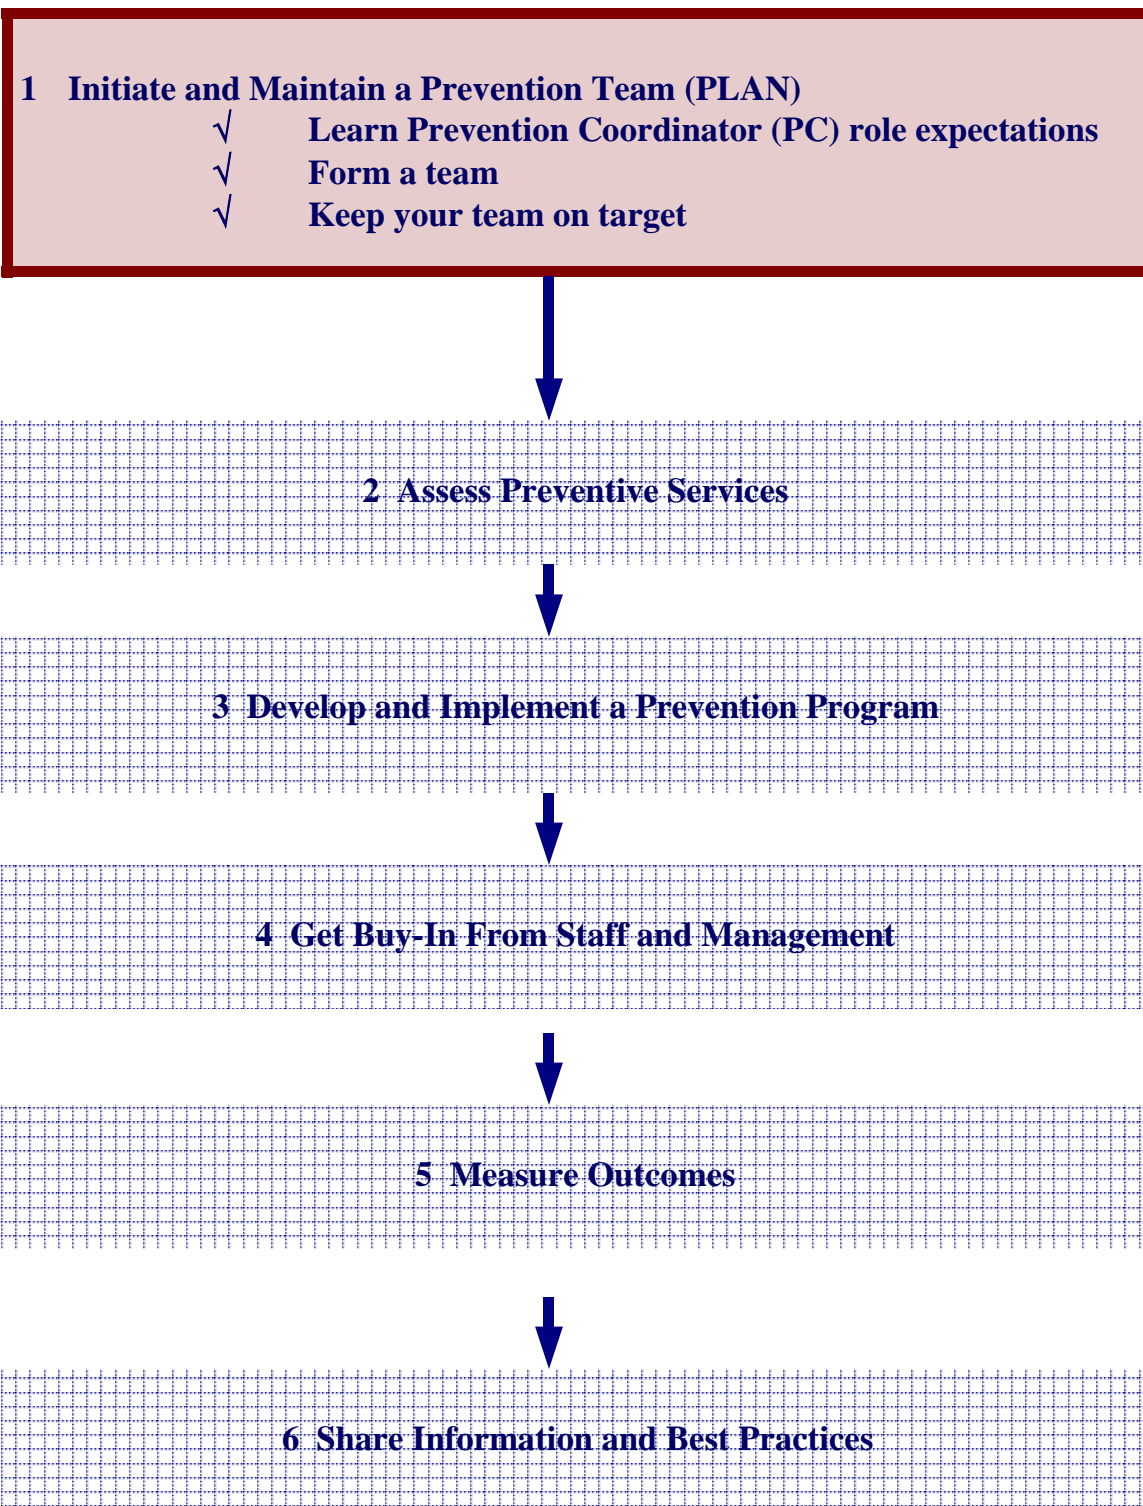 1 Initiate and Maintain a Prevention Team (PLAN)
√ Learn Prevention Coordinator (PC) role expectations
√ Form a team
√ Keep your team on target
2 Assess Preventive Services
3 Develop and Implement a Prevention Program
4 Get Buy-In From Staff and Management
5 Measure Outcomes
6 Share Information and Best Practices